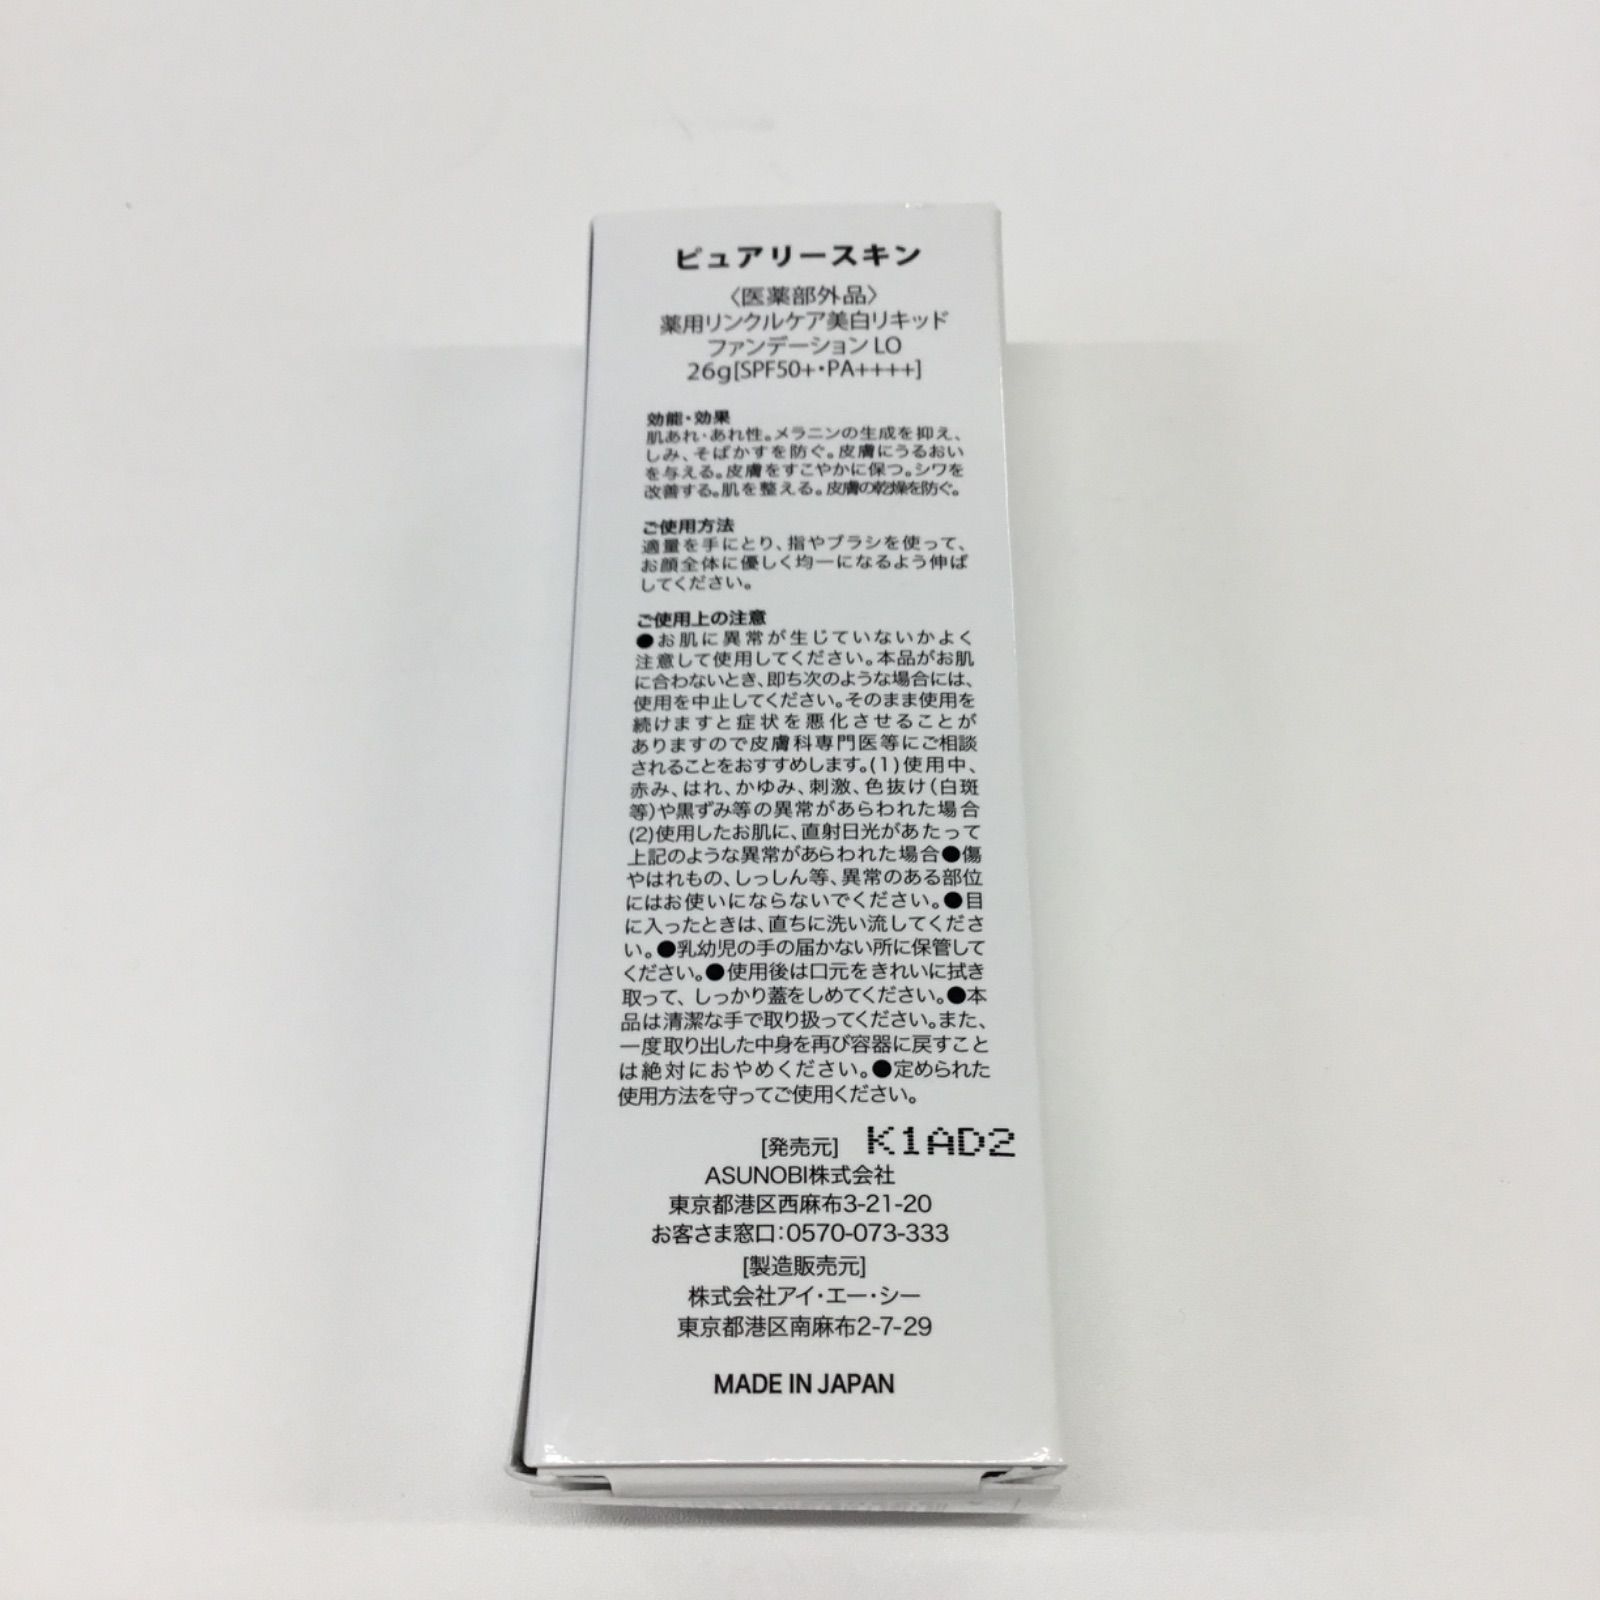 ピュアリースキン
〈医薬部外品〉
薬用リンクルケア美白リキッド
ファンデーション LO
26g[SPF50+・PA++++]
効能・効果
肌あれ・あれ性。メラニンの生成を抑え、
しみ、そばかすを防ぐ。皮膚にうるおい
を与える。皮膚をすこやかに保つ。シワを
改善する。肌を整える。皮膚の乾燥を防ぐ。
ご使用方法
適量を手にとり、指やブラシを使って、
お顔全体に優しく均一になるよう伸ば
してください。
ご使用上の注意
●お肌に異常が生じていないかよく
注意して使用してください。本品がお肌
に合わないとき、即ち次のような場合には、
使用を中止してください。そのまま使用を
続けますと症状を悪化させることが
ありますので皮膚科専門医等にご相談
されることをおすすめします。(1)使用中、
赤み、はれ、かゆみ、刺激、色抜け(白斑
等)や黒ずみ等の異常があらわれた場合
(2)使用したお肌に、直射日光があたって
上記のような異常があらわれた場合●傷
やはれもの、しっしん等、異常のある部位
にはお使いにならないでください。●目
に入ったときは、直ちに洗い流してくださ
い。●乳幼児の手の届かない所に保管して
ください。●使用後は口元をきれいに拭き
取って、しっかり蓋をしめてください。●本
品は清潔な手で取り扱ってください。また、
一度取り出した中身を再び容器に戻すこと
は絶対におやめください。●定められた
使用方法を守ってご使用ください。
[発売元] K1AD2
ASUNOBI株式会社
東京都港区西麻布3-21-20
お客さま窓口:0570-073-333
[製造販売元]
株式会社アイ・エー・シー
東京都港区南麻布2-7-29
MADE IN JAPAN